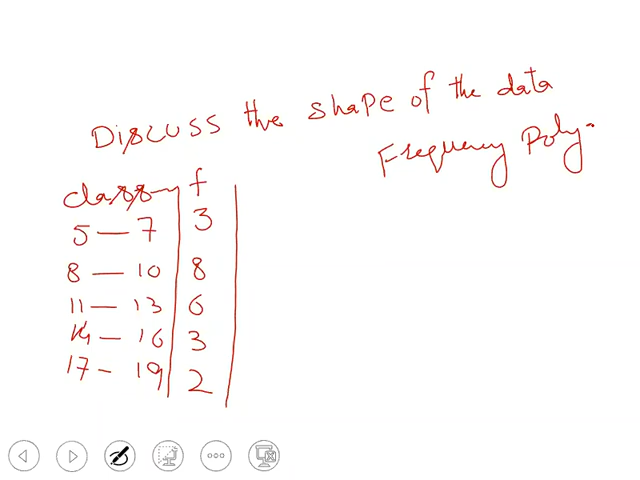 Discuss the shape of the data
Frequency Poly-
classes f
5 — 7 3
8 — 10 8
11 — 13 6
14 - 16 3
17 - 19 2